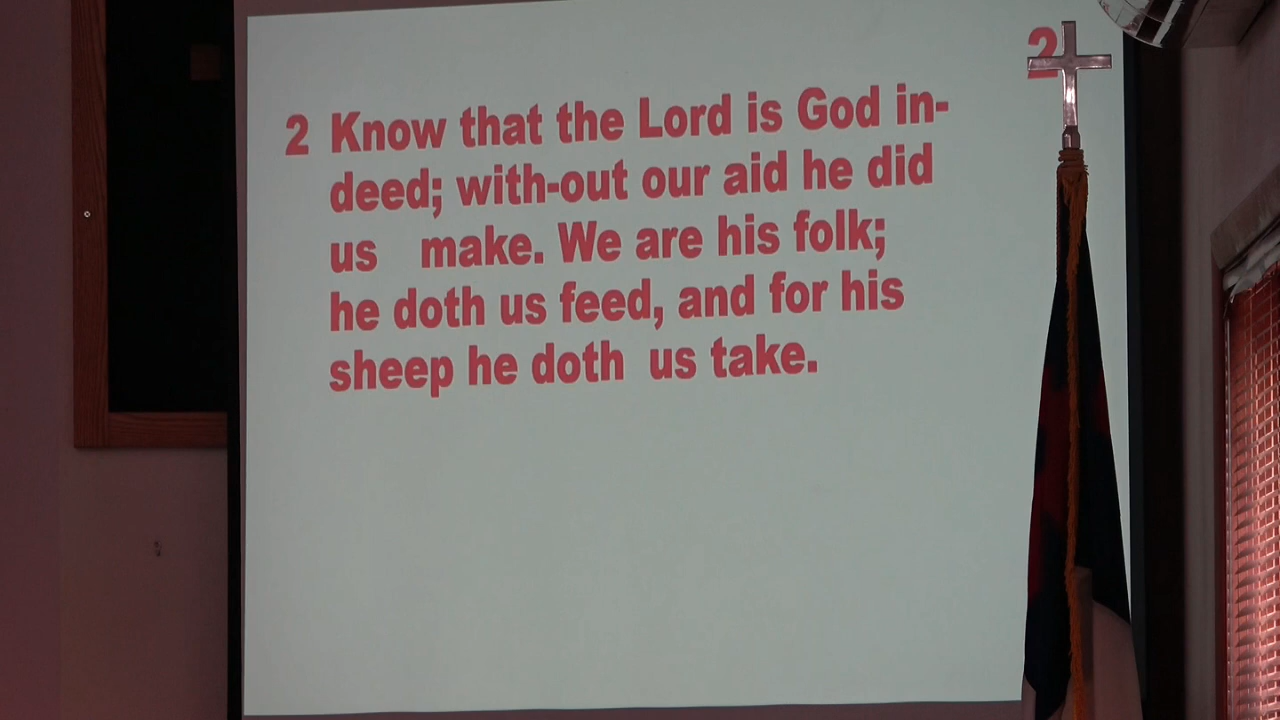 2
2 Know that the Lord is God in-
deed; with-out our aid he did
us make. We are his folk;
he doth us feed, and for his
sheep he doth us take.